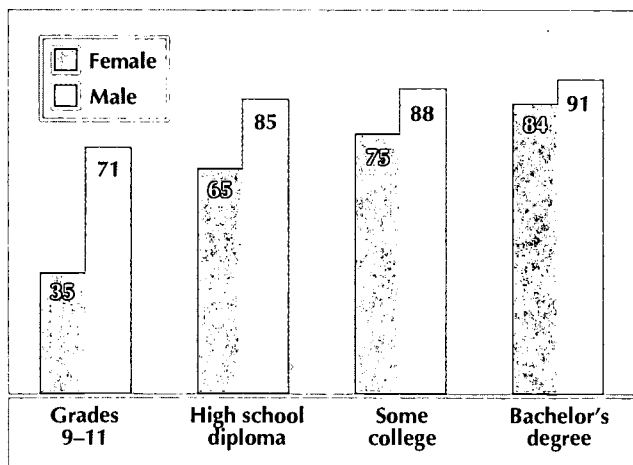 Female
Male
35
71
65
85
75
88
84
91
Grades
9–11
High school
diploma
Some
college
Bachelor's
degree